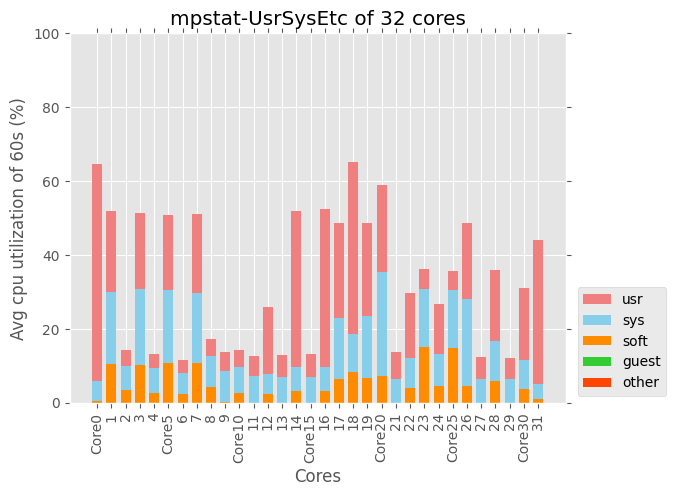 mpstat-UsrSysEtc of 32 cores
Avg cpu utilization of 60s (%)
100
80
60
40
20
0
Core0
1
2
3
4
Core5
6
7
8
9
Core10
11
12
13
14
Core15
16
17
18
19
Core20
21
22
23
24
Core25
26
27
28
29
Core30
31
Cores
usr
sys
soft
guest
other